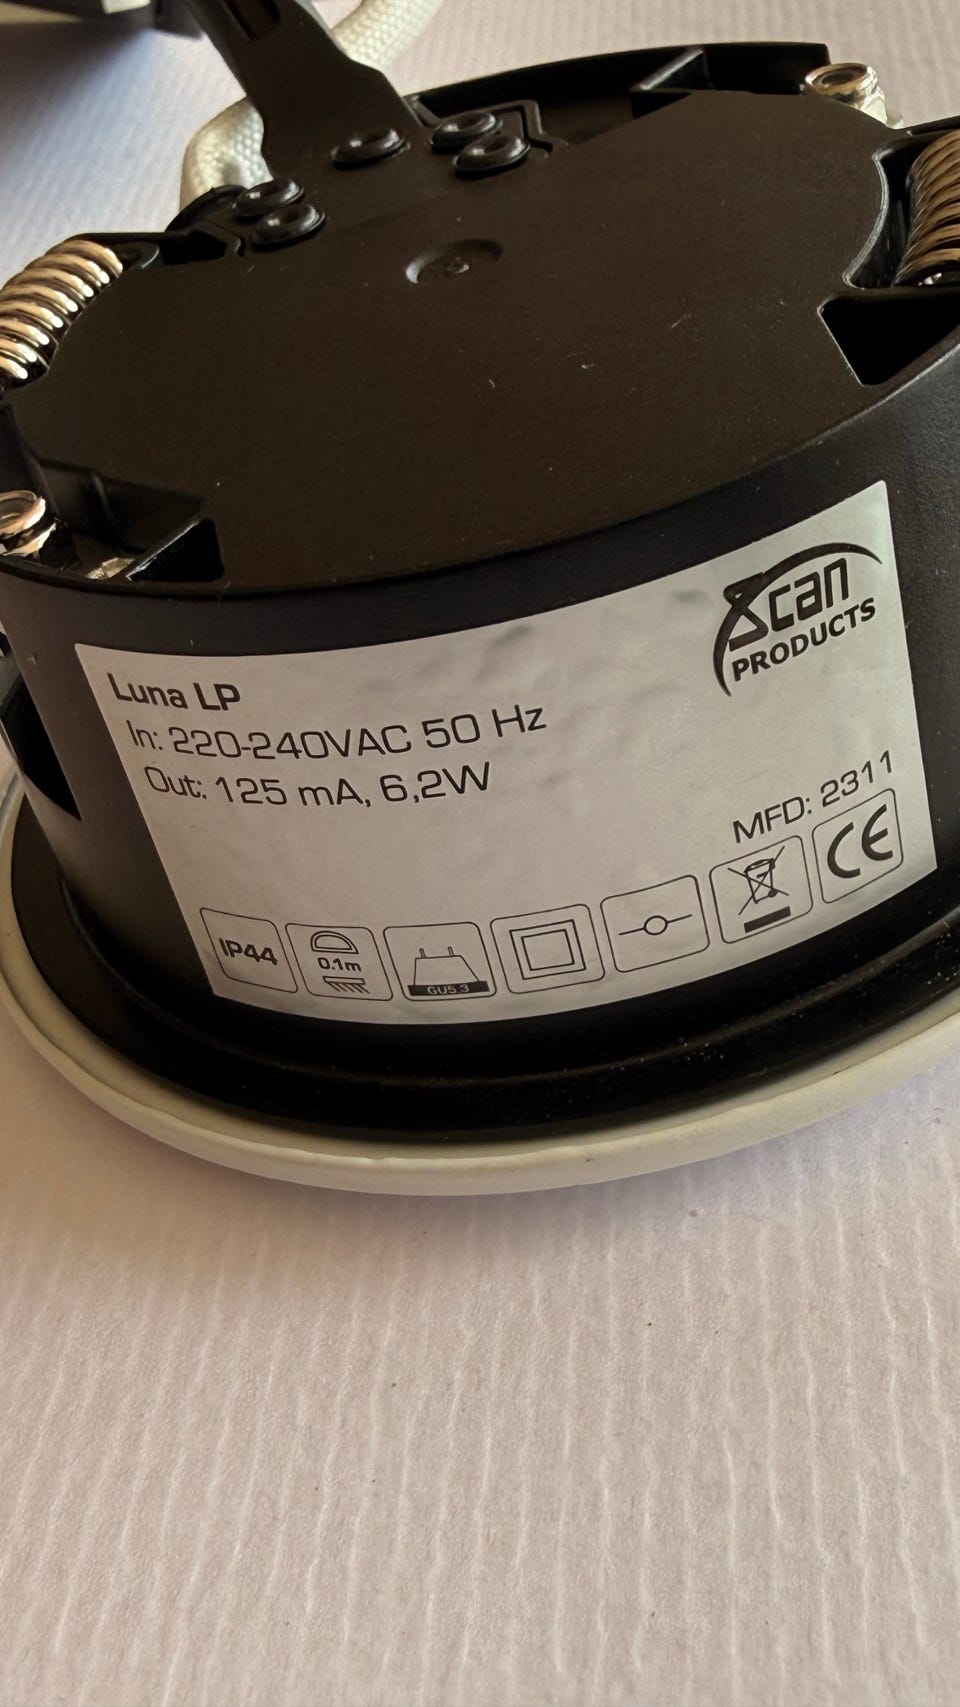 Scan
PRODUCTS
Luna LP
In: 220-240VAC 50 Hz
Out: 125 mA, 6,2W
MFD: 2311
IP44
0.1m
GU5.3
CE